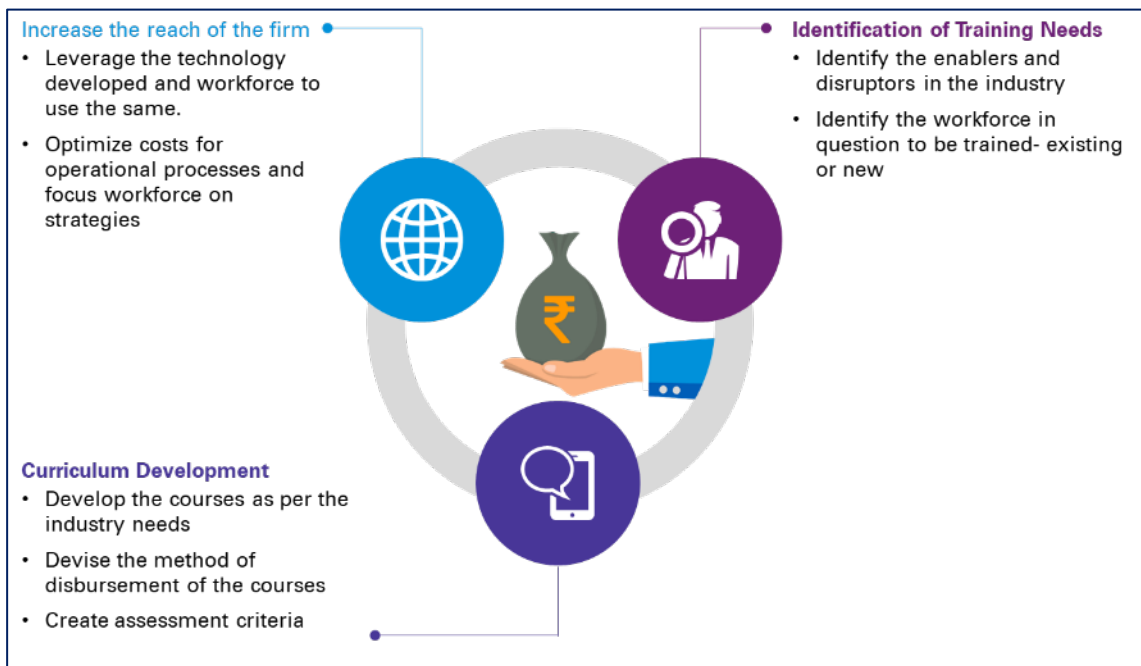 Increase the reach of the firm
• Leverage the technology
developed and workforce to
use the same.
• Optimize costs for
operational processes and
focus workforce on
strategies
Identification of Training Needs
• Identify the enablers and
disruptors in the industry
• Identify the workforce in
question to be trained- existing
or new
₹
Curriculum Development
• Develop the courses as per the
industry needs
• Devise the method of
disbursement of the courses
• Create assessment criteria